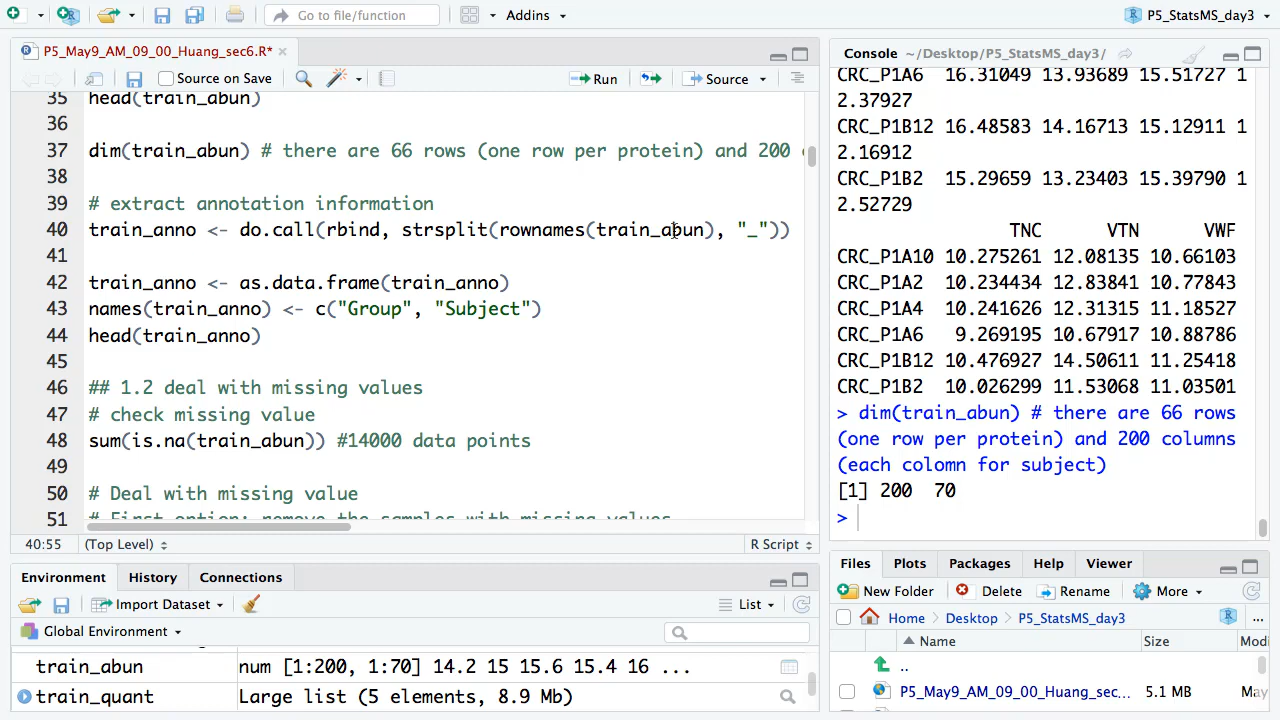 Go to file/function
Addins
P5_StatsMS_day3
P5_May9_AM_09_00_Huang_sec6.R*
Source on Save
Run
Source
35 head(train_abun)
36
37 dim(train_abun) # there are 66 rows (one row per protein) and 200
38
39 # extract annotation information
40 train_anno <- do.call(rbind, strsplit(rownames(train_abun), "_"))
41
42 train_anno <- as.data.frame(train_anno)
43 names(train_anno) <- c("Group", "Subject")
44 head(train_anno)
45
46 ## 1.2 deal with missing values
47 # check missing value
48 sum(is.na(train_abun)) #14000 data points
49
50 # Deal with missing value
51 # First option: remove the samples with missing values
40:55 (Top Level) R Script
Environment History Connections
Import Dataset List
Global Environment
train_abun num [1:200, 1:70] 14.2 15 15.6 15.4 16 ...
train_quant Large list (5 elements, 8.9 Mb)
Console ~/Desktop/P5_StatsMS_day3/
CRC_P1A6 16.31049 13.93689 15.51727 1
2.37927
CRC_P1B12 16.48583 14.16713 15.12911 1
2.16912
CRC_P1B2 15.29659 13.23403 15.39790 1
2.52729
TNC VTN VWF
CRC_P1A10 10.275261 12.08135 10.66103
CRC_P1A2 10.234434 12.83841 10.77843
CRC_P1A4 10.241626 12.31315 11.18527
CRC_P1A6 9.269195 10.67917 10.88786
CRC_P1B12 10.476927 14.50611 11.25418
CRC_P1B2 10.026299 11.53068 11.03501
> dim(train_abun) # there are 66 rows
(one row per protein) and 200 columns
(each colomn for subject)
[1] 200 70
>
Files Plots Packages Help Viewer
New Folder Delete Rename More
Home Desktop P5_StatsMS_day3 ...
Name Size Modi
..
P5_May9_AM_09_00_Huang_sec... 5.1 MB May